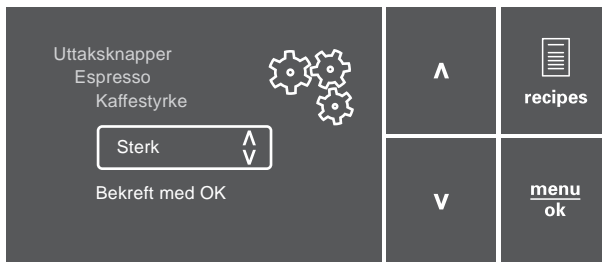 Uttaksknapper
Espresso
Kaffestyrke
Sterk
Bekreft med OK
recipes
menu
ok